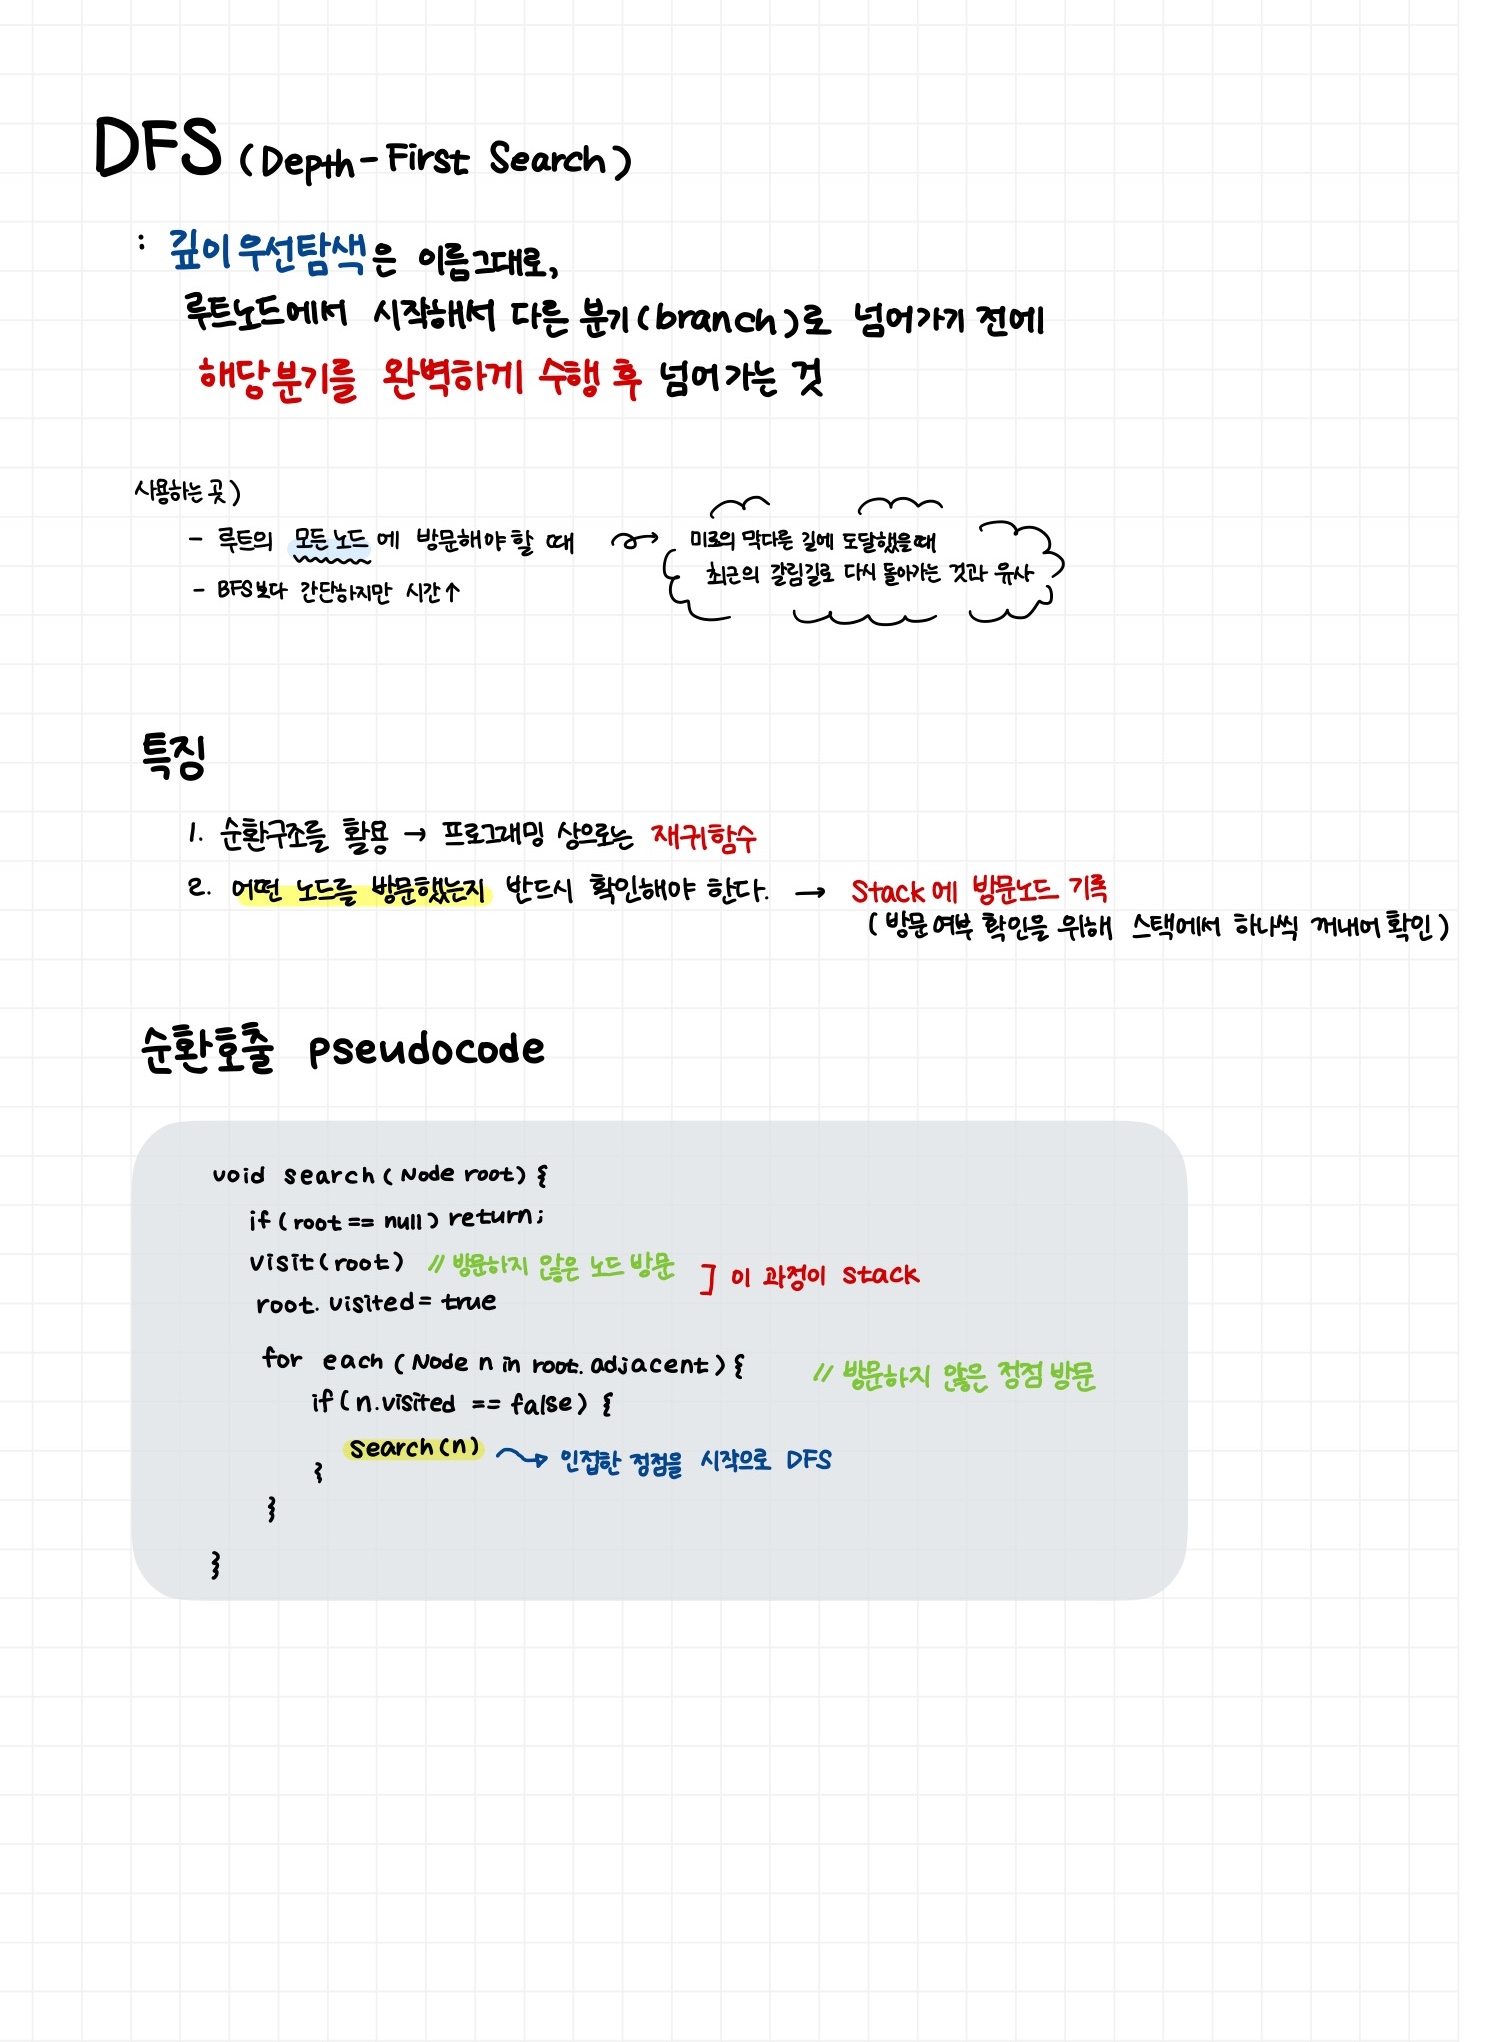 DFS (Depth-First Search)
: 깊이우선탐색은 이름그대로,
루트노드에서 시작해서 다른 분기(branch)로 넘어가기 전에
해당분기를 완벽하게 수행 후 넘어가는 것
사용하는 곳)
- 루트의 모든 노드에 방문해야 할 때
미로의 막다른 길에 도달했을때
최근의 갈림길로 다시 돌아가는 것과 유사
- BFS보다 간단하지만 시간↑
특징
1. 순환구조를 활용 → 프로그래밍 상으로는 재귀함수
2. 어떤 노드를 방문했는지 반드시 확인해야 한다. → Stack에 방문노드 기록
(방문여부 확인을 위해 스택에서 하나씩 꺼내어 확인)
순환호출 pseudocode
void search(Node root) {
if (root == null) return;
visit(root) // 방문하지 않은 노드 방문
] 이 과정이 stack
root. visited = true
for each (Node n in root. adjacent) { // 방문하지 않은 정점 방문
if (n.visited == false) {
search(n) → 인접한 정점을 시작으로 DFS
}
}
}